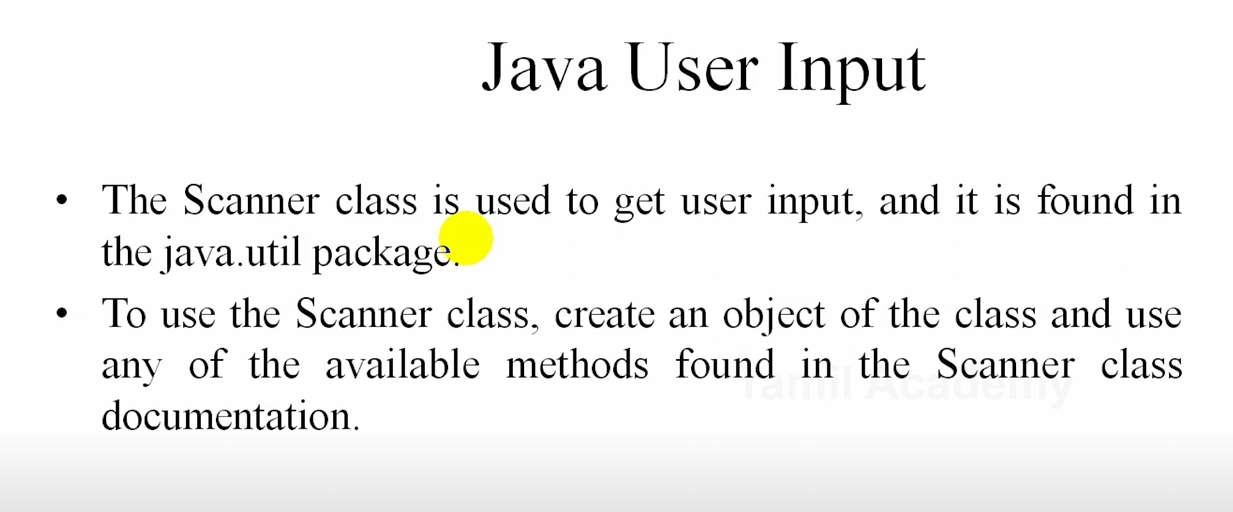 Java User Input
• The Scanner class is used to get user input, and it is found in
the java.util package.
• To use the Scanner class, create an object of the class and use
any of the available methods found in the Scanner class
Tamil Academy
documentation.